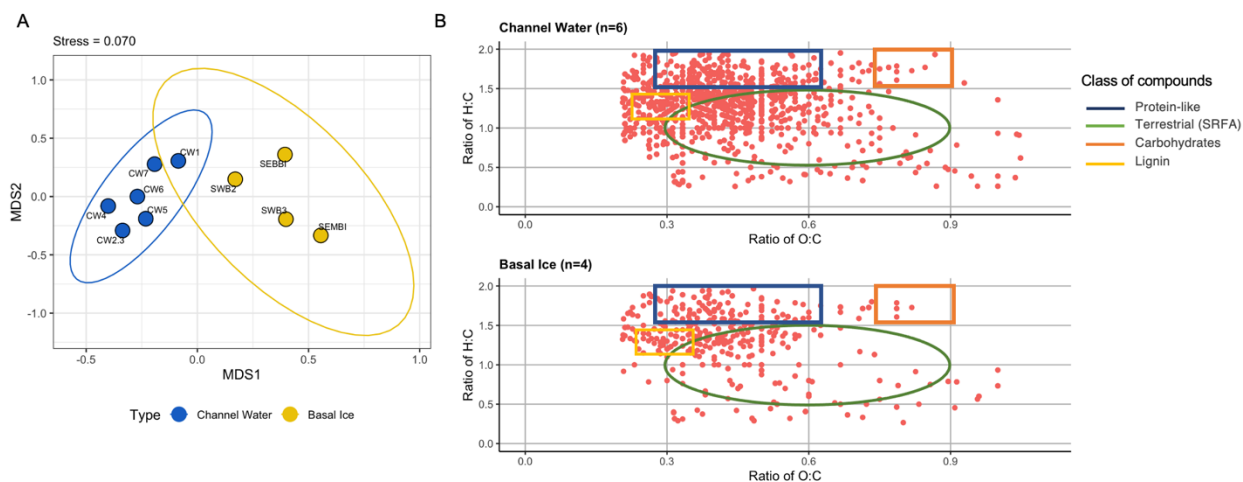 A
Stress = 0.070
MDS2
1.0
0.5
0.0
-0.5
-1.0
CW1
CW7
CW6
CW4
CW5
CW2.3
SEBBI
SWB2
SWB3
SEMBI
-0.5
0.0
0.5
1.0
MDS1
Type
Channel Water
Basal Ice
B
Channel Water (n=6)
Ratio of H:C
2.0
1.5
1.0
0.5
0.0
0.0
0.3
0.6
0.9
Ratio of O:C
Basal Ice (n=4)
Ratio of H:C
2.0
1.5
1.0
0.5
0.0
0.0
0.3
0.6
0.9
Ratio of O:C
Class of compounds
Protein-like
Terrestrial (SRFA)
Carbohydrates
Lignin